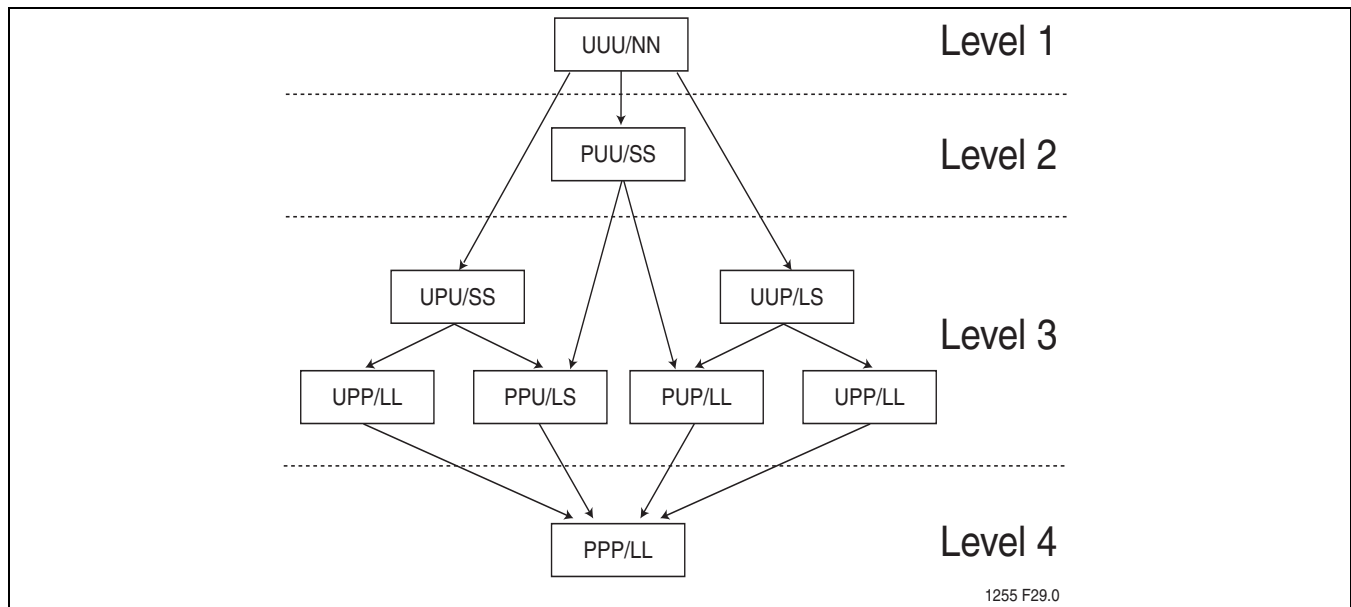 UUU/NN
Level 1
PUU/SS
Level 2
UPU/SS
UUP/LS
Level 3
UPP/LL
PPU/LS
PUP/LL
UPP/LL
PPP/LL
Level 4
1255 F29.0